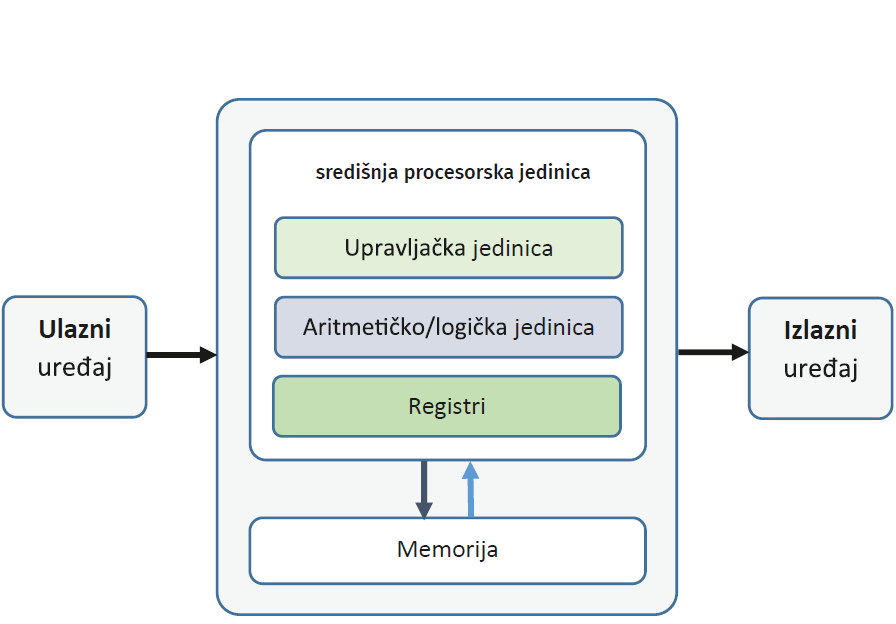 središnja procesorska jedinica
Upravljačka jedinica
Aritmetičko/logička jedinica
Registri
Memorija
Ulazni
uređaj
Izlazni
uređaj